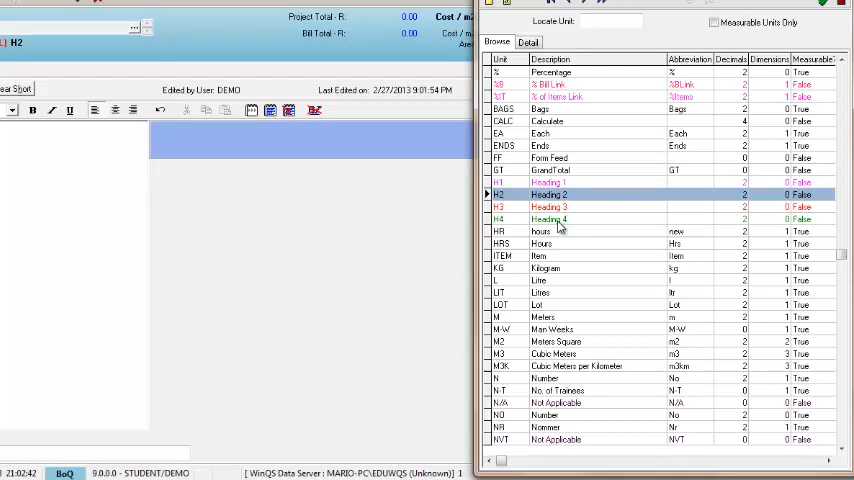 Project Total - R: 0.00 Cost / m
Bill Total - R: 0.00 Cost / m
Area
) H2
ear Short
Edited by User: DEMO
Last Edited on: 2/27/2013 9:01:54 PM
B I U
21:02:42 BoQ 9.0.0.0 - STUDENT/DEMO [ WinQS Data Server : MARIO-PC\EDUWQS (Unknown)] 1
Locate Unit:
Measurable Units Only
Browse Detail
Unit Description Abbreviation Decimals Dimensions Measurable?
% Percentage % 2 0 True
%B % Bill Link %BLink 2 1 False
%IT % of Items Link %Items 2 1 False
BAGS Bags Bags 2 0 True
CALC Calculate 4 0 False
EA Each Each 2 1 True
ENDS Ends Ends 2 1 True
FF Form Feed 0 0 False
GT GrandTotal GT 2 0 False
H1 Heading 1 2 0 False
H2 Heading 2 2 0 False
H3 Heading 3 2 0 False
H4 Heading 4 2 0 False
HR hours new 2 1 True
HRS Hours Hrs 2 1 True
ITEM Item Item 2 1 True
KG Kilogram kg 2 1 True
L Litre l 2 1 True
LIT Litres ltr 2 1 True
LOT Lot Lot 2 1 True
M Meters m 2 1 True
M-W Man Weeks M-W 0 1 True
M2 Meters Square m2 2 2 True
M3 Cubic Meters m3 2 3 True
M3K Cubic Meters per Kilometer m3km 2 3 True
N Number No 2 1 True
N-T No. of Trainees N-T 0 1 True
N/A Not Applicable N/A 2 0 False
NO Number No 2 1 True
NR Nommer Nr 2 1 True
NVT Not Applicable NVT 2 0 False